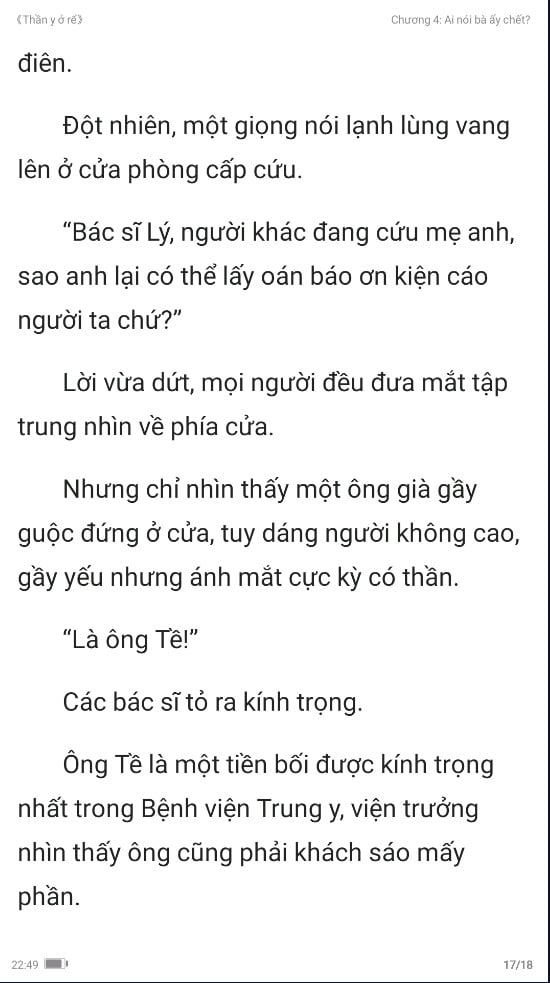 《Thần y ở rể》 Chương 4: Ai nói bà ấy chết?
điên.
Đột nhiên, một giọng nói lạnh lùng vang
lên ở cửa phòng cấp cứu.
“Bác sĩ Lý, người khác đang cứu mẹ anh,
sao anh lại có thể lấy oán báo ơn kiện cáo
người ta chứ?”
Lời vừa dứt, mọi người đều đưa mắt tập
trung nhìn về phía cửa.
Nhưng chỉ nhìn thấy một ông già gầy
guộc đứng ở cửa, tuy dáng người không cao,
gầy yếu nhưng ánh mắt cực kỳ có thần.
“Là ông Tề!”
Các bác sĩ tỏ ra kính trọng.
Ông Tề là một tiền bối được kính trọng
nhất trong Bệnh viện Trung y, viện trưởng
nhìn thấy ông cũng phải khách sáo mấy
phần.
22:49 17/18